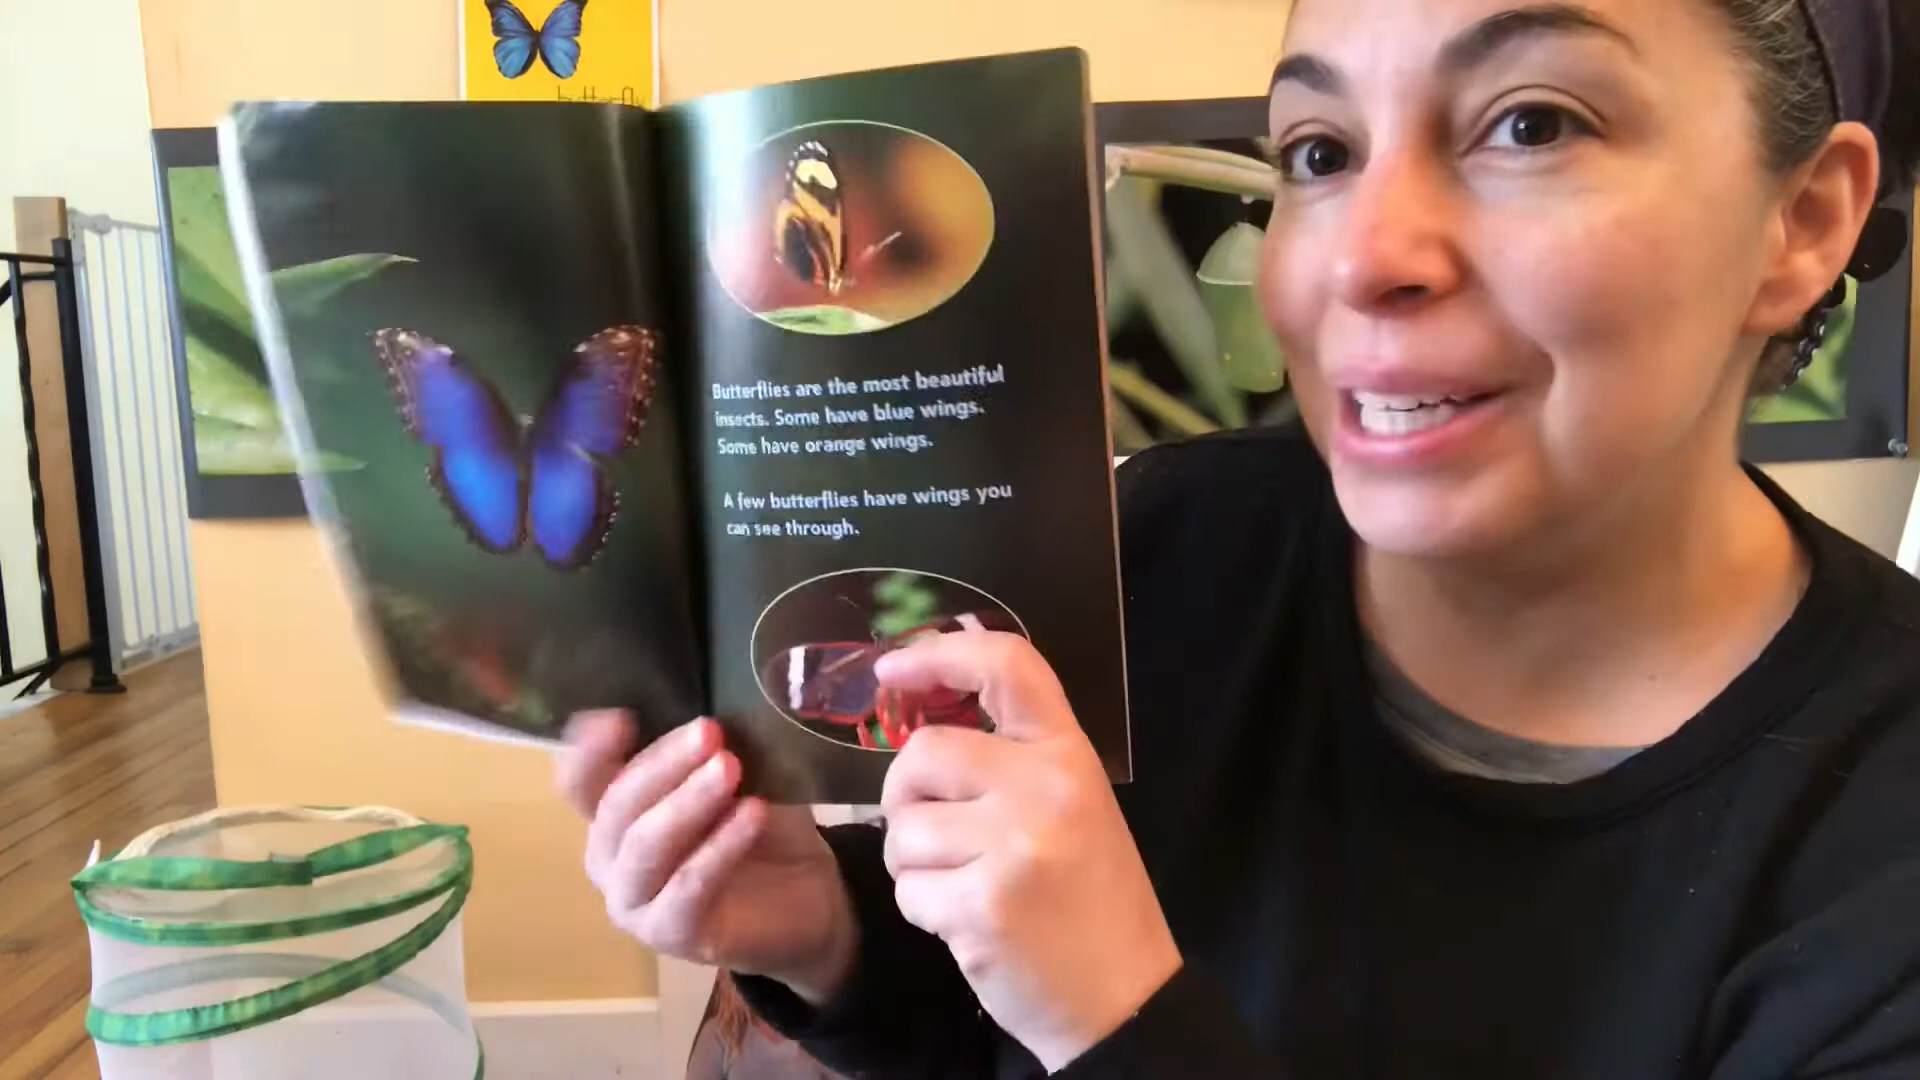 butterfly
Butterflies are the most beautiful
insects. Some have blue wings.
Some have orange wings.
A few butterflies have wings you
can see through.